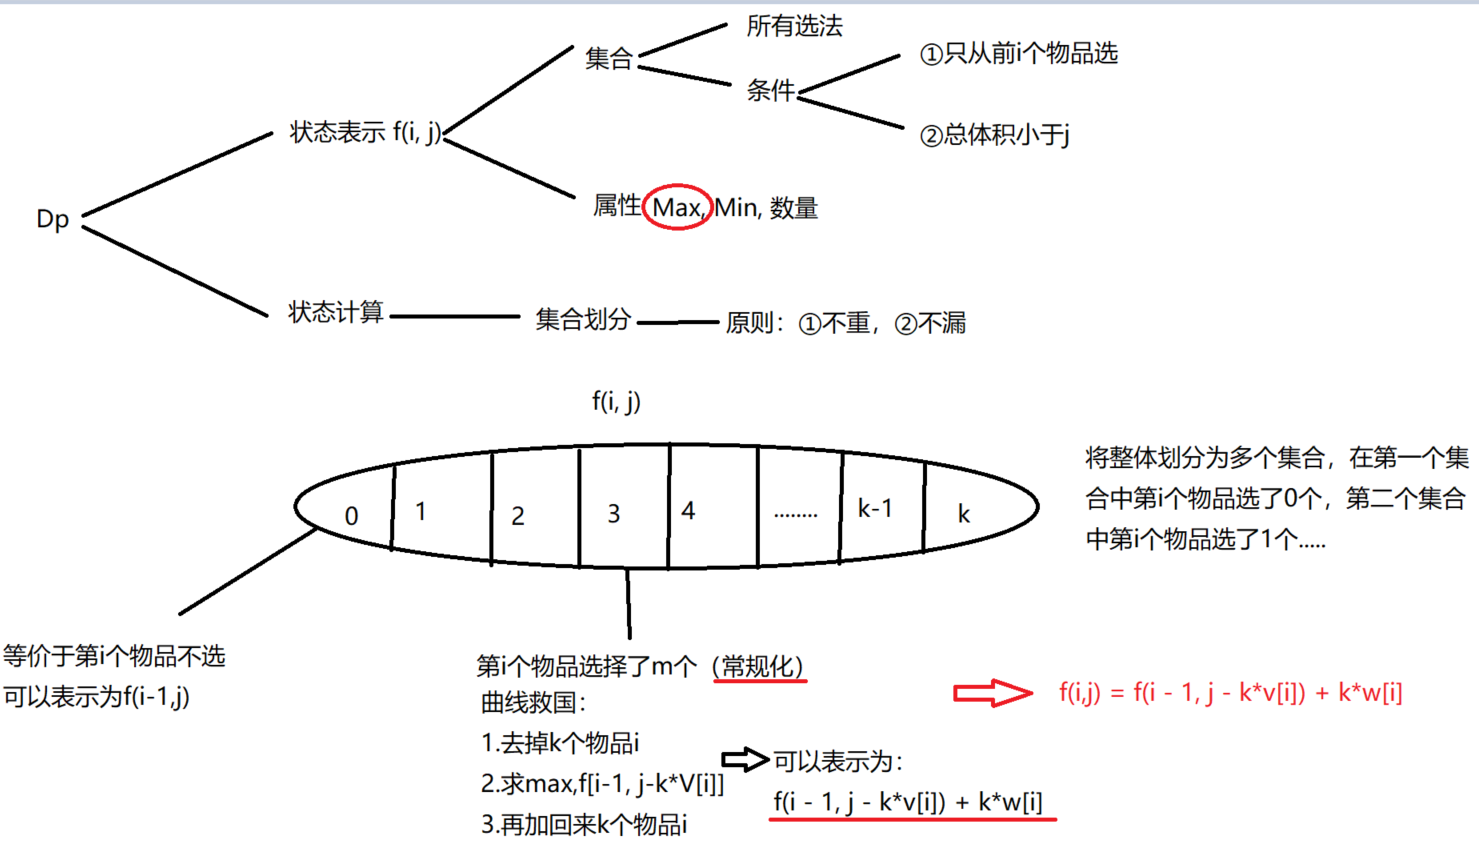 所有选法
集合
①只从前i个物品选
条件
状态表示 f(i, j)
②总体积小于j
属性 Max, Min, 数量
Dp
状态计算
集合划分
原则：①不重，②不漏
f(i, j)
0
1
2
3
4
........
k-1
k
将整体划分为多个集合，在第一个集
合中第i个物品选了0个，第二个集合
中第i个物品选了1个.....
等价于第i个物品不选
可以表示为f(i-1,j)
第i个物品选择了m个（常规化）
曲线救国：
1.去掉k个物品i
2.求max,f[i-1, j-k*V[i]]
3.再加回来k个物品i
可以表示为：
f(i - 1, j - k*v[i]) + k*w[i]
f(i,j) = f(i - 1, j - k*v[i]) + k*w[i]